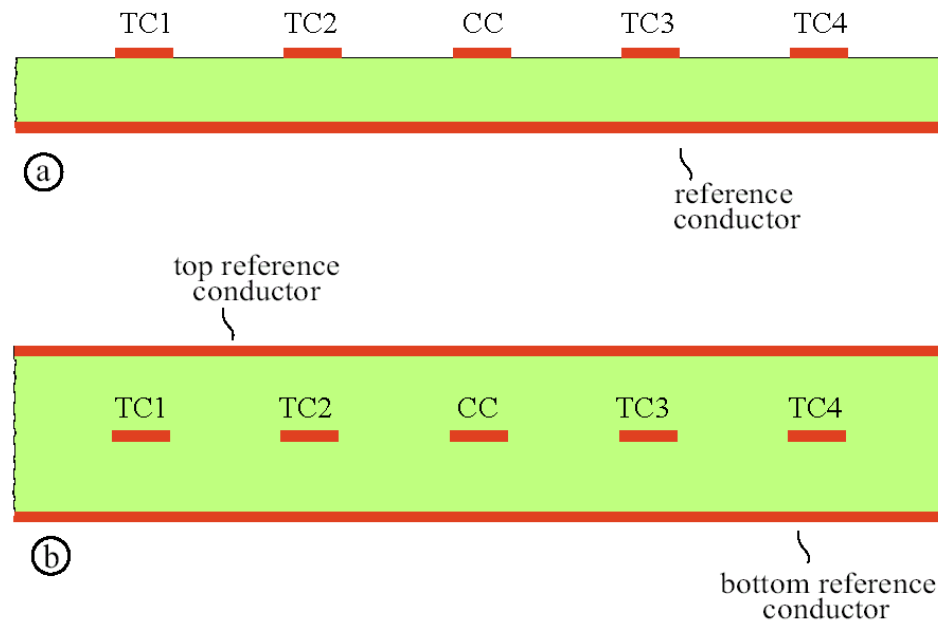 TC1 TC2 CC TC3 TC4
a
reference
conductor
top reference
conductor
TC1 TC2 CC TC3 TC4
b
bottom reference
conductor